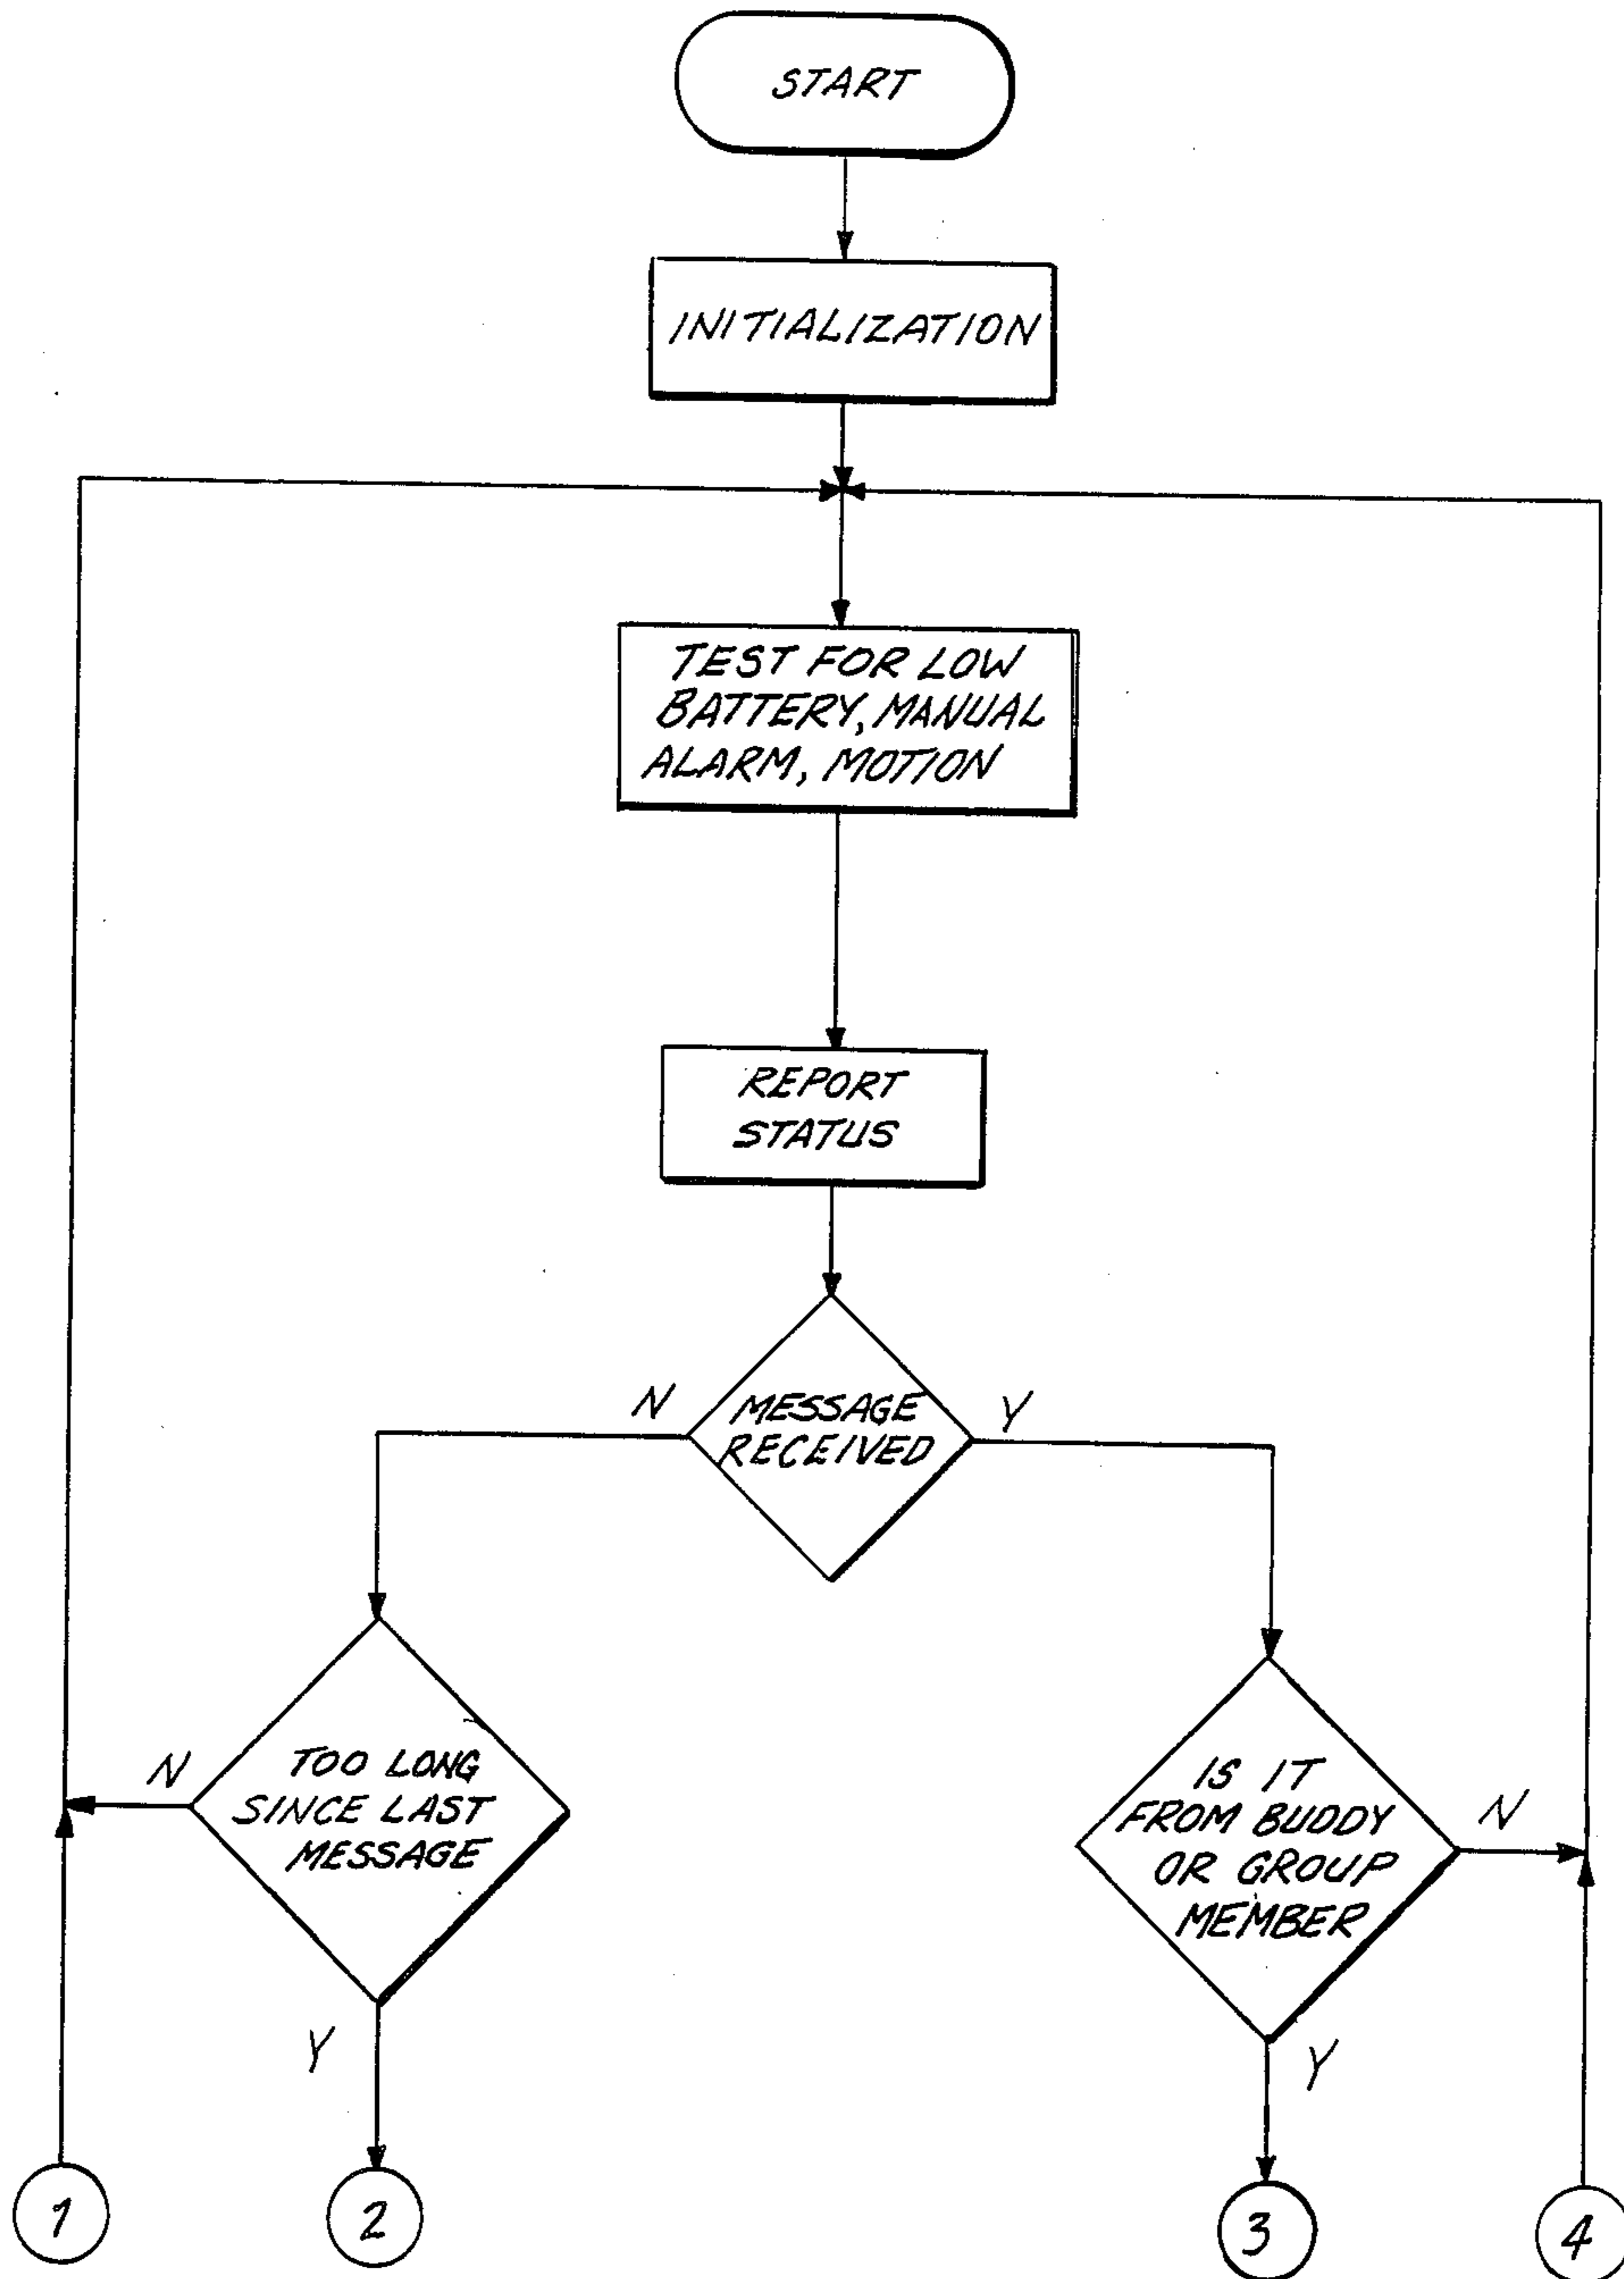 START
INITIALIZATION
TEST FOR LOW
BATTERY, MANUAL
ALARM, MOTION
REPORT
STATUS
N
MESSAGE
RECEIVED
Y
N
TOO LONG
SINCE LAST
MESSAGE
Y
IS IT
FROM BUDDY
OR GROUP
MEMBER
N
Y
1
2
3
4